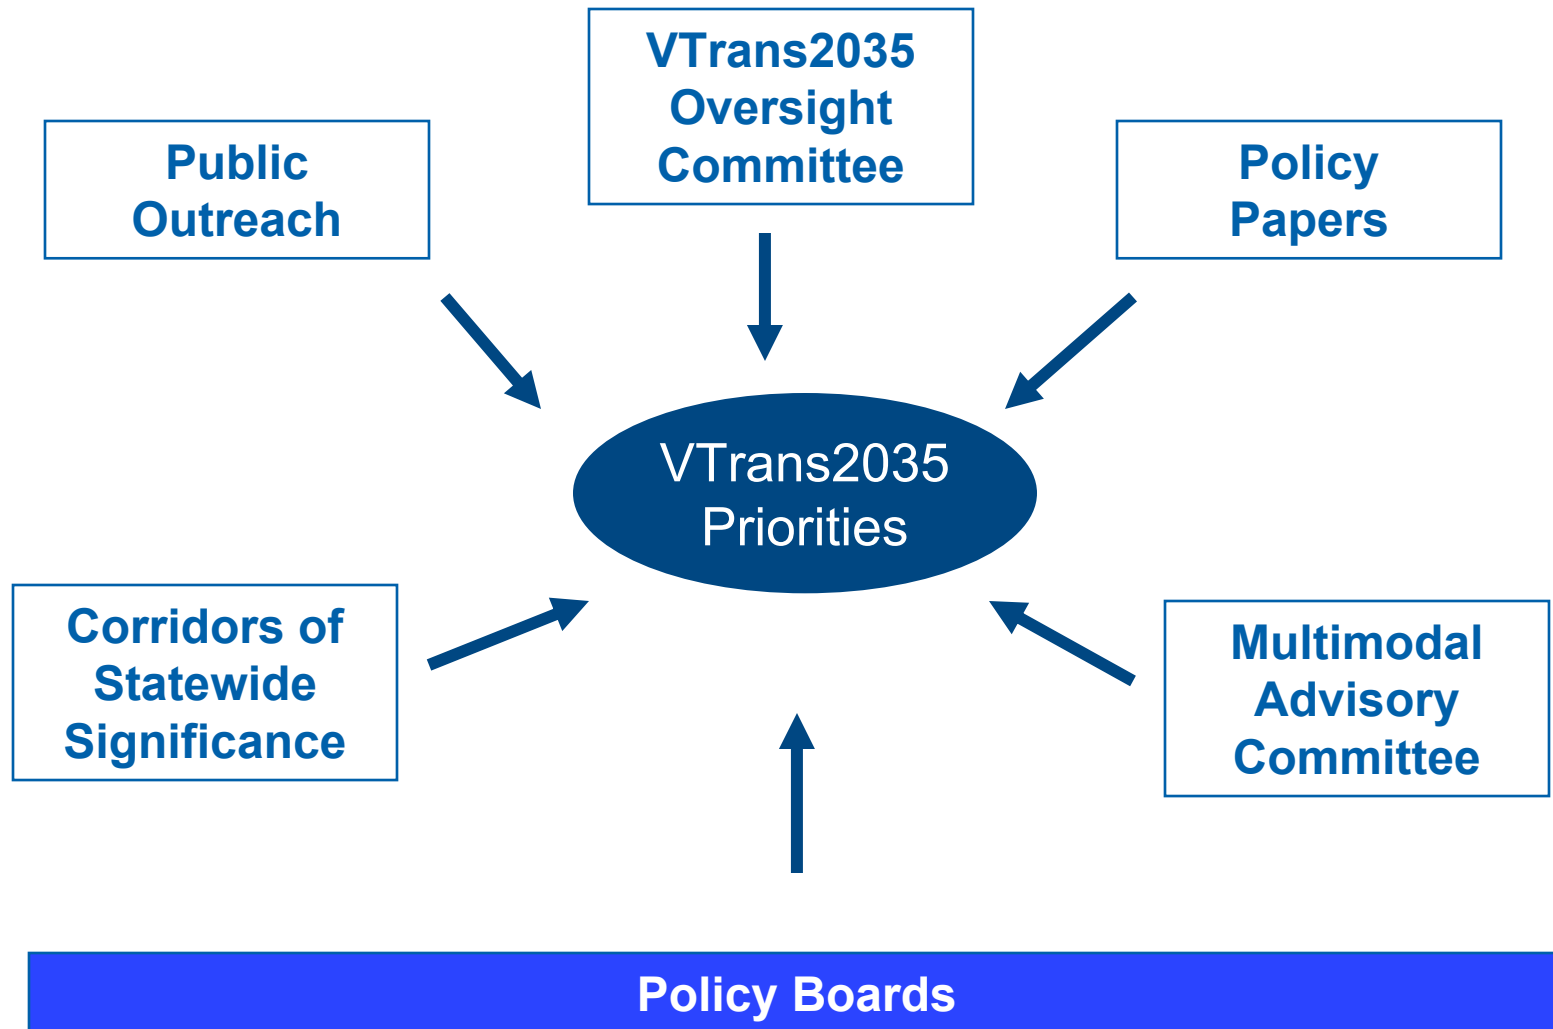 VTrans2035
Oversight
Committee
Public
Outreach
Policy
Papers
VTrans2035
Priorities
Corridors of
Statewide
Significance
Multimodal
Advisory
Committee
Policy Boards